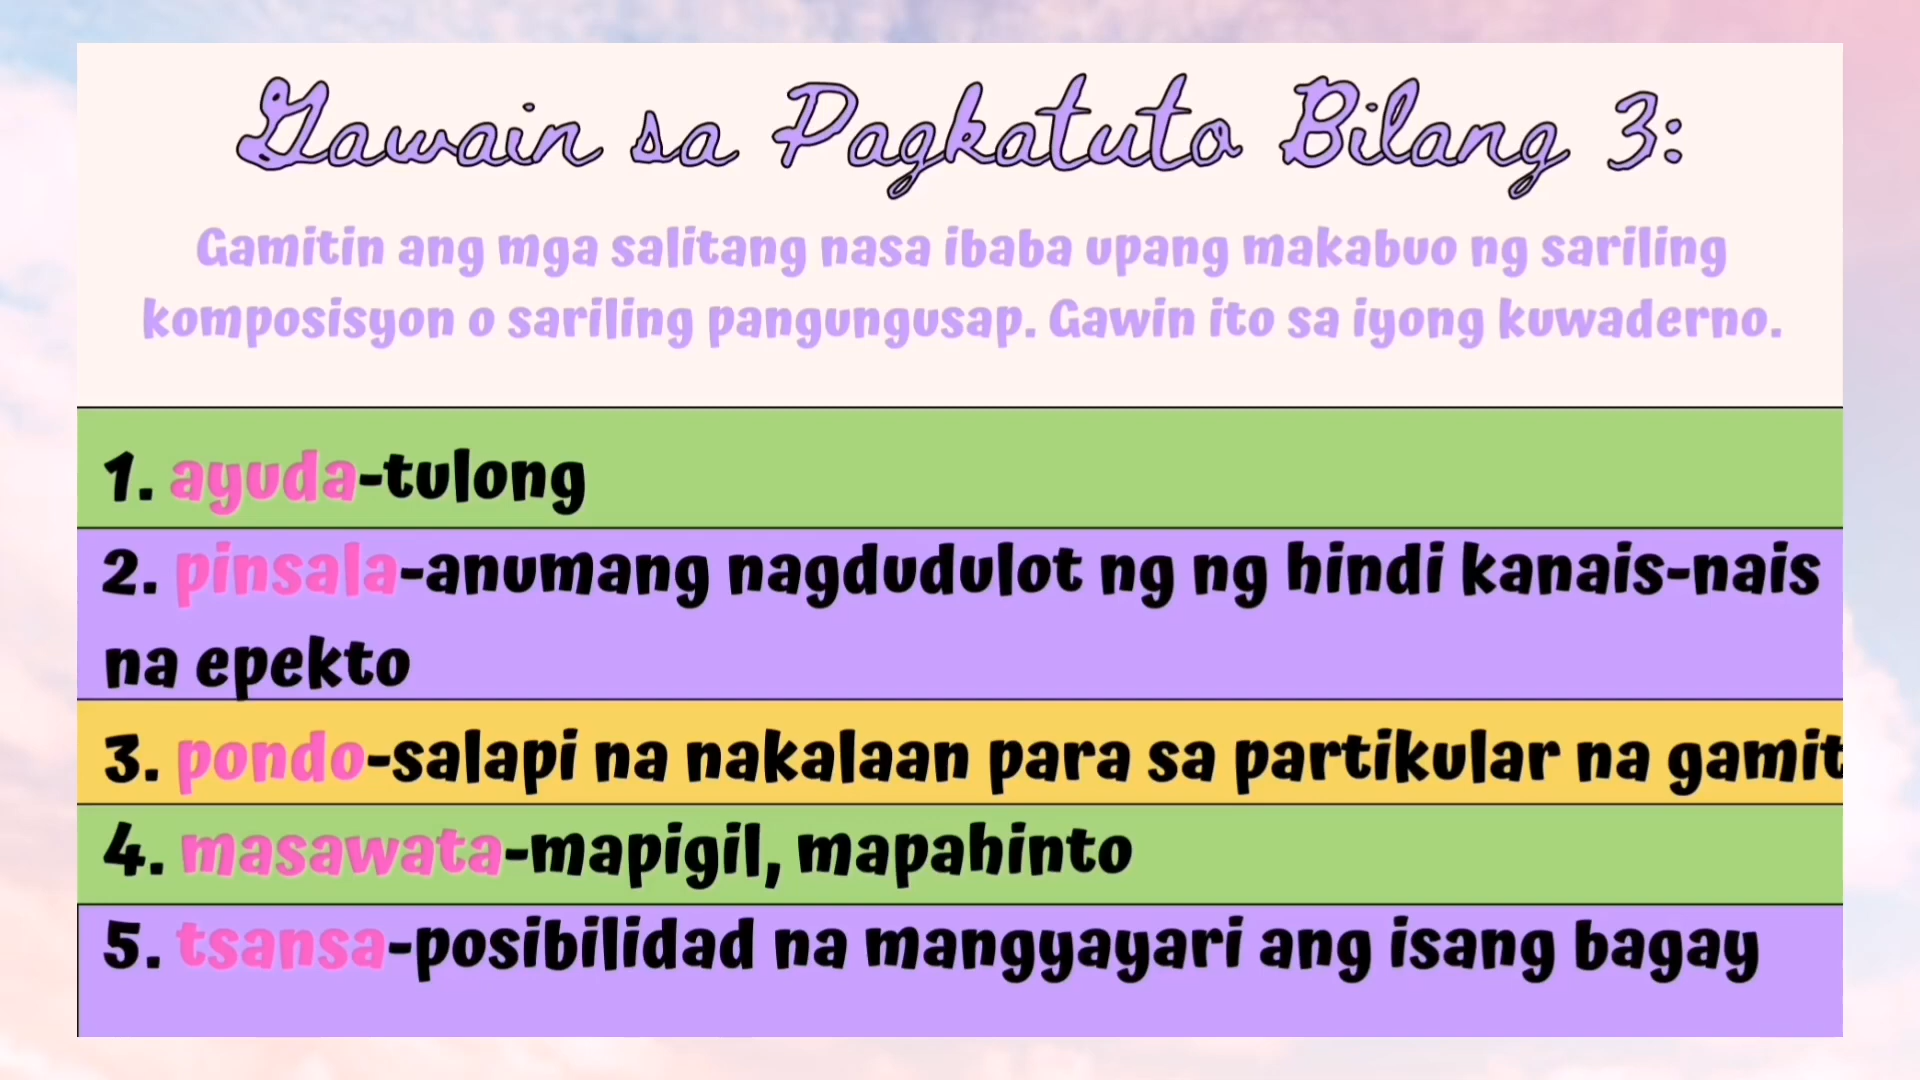 Gawain sa Pagkatuto Bilang 3:
Gamitin ang mga salitang nasa ibaba upang makabuo ng sariling
komposisyon o sariling pangungusap. Gawin ito sa iyong kuwaderno.
1. ayuda-tulong
2. pinsala-anumang nagdudulot ng ng hindi kanais-nais
na epekto
3. pondo-salapi na nakalaan para sa partikular na gamit
4. masawata-mapigil, mapahinto
5. tsansa-posibilidad na mangyayari ang isang bagay